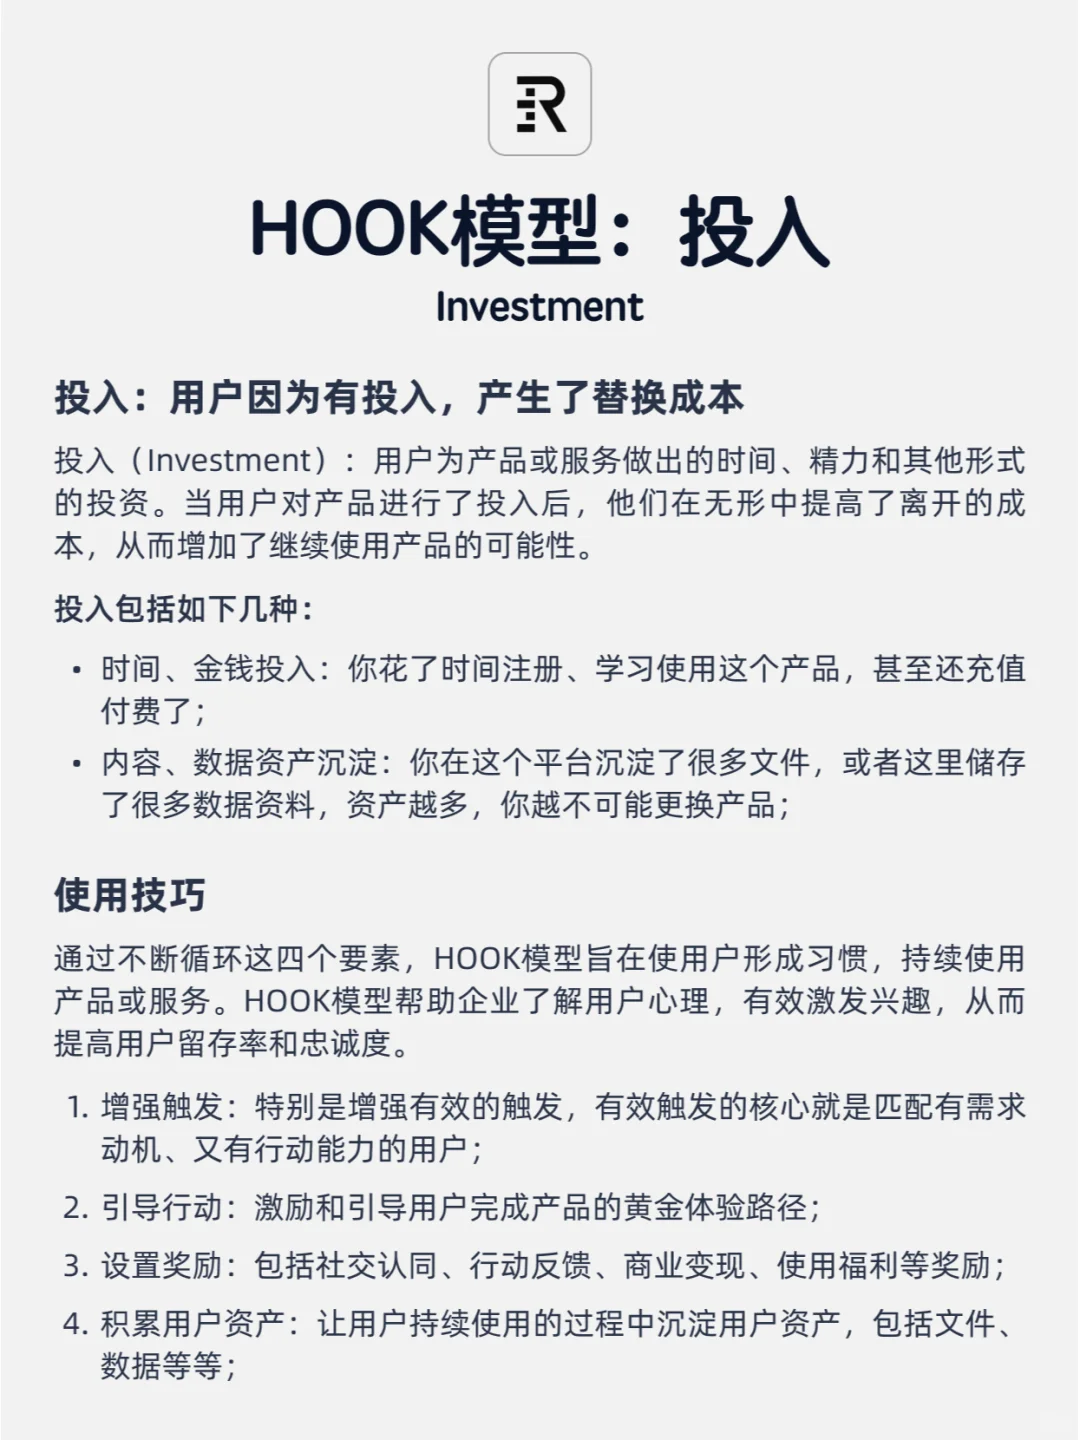 R
HOOK模型：投入
Investment
投入：用户因为有投入，产生了替换成本
投入（Investment）：用户为产品或服务做出的时间、精力和其他形式
的投资。当用户对产品进行了投入后，他们在无形中提高了离开的成
本，从而增加了继续使用产品的可能性。
投入包括如下几种：
• 时间、金钱投入：你花了时间注册、学习使用这个产品，甚至还充值
付费了；
• 内容、数据资产沉淀：你在这个平台沉淀了很多文件，或者这里储存
了很多数据资料，资产越多，你越不可能更换产品；
使用技巧
通过不断循环这四个要素，HOOK模型旨在使用户形成习惯，持续使用
产品或服务。HOOK模型帮助企业了解用户心理，有效激发兴趣，从而
提高用户留存率和忠诚度。
1. 增强触发：特别是增强有效的触发，有效触发的核心就是匹配有需求
动机、又有行动能力的用户；
2. 引导行动：激励和引导用户完成产品的黄金体验路径；
3. 设置奖励：包括社交认同、行动反馈、商业变现、使用福利等奖励；
4. 积累用户资产：让用户持续使用的过程中沉淀用户资产，包括文件、
数据等等；